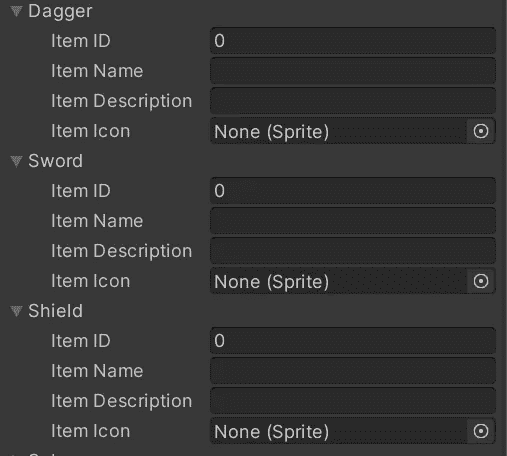 Dagger
Item ID 0
Item Name
Item Description
Item Icon None (Sprite)
Sword
Item ID 0
Item Name
Item Description
Item Icon None (Sprite)
Shield
Item ID 0
Item Name
Item Description
Item Icon None (Sprite)